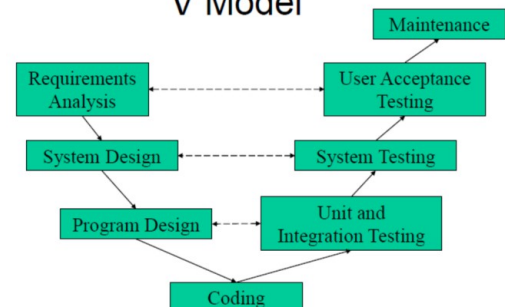 V Model
Maintenance
Requirements
Analysis
User Acceptance
Testing
System Design
System Testing
Program Design
Unit and
Integration Testing
Coding